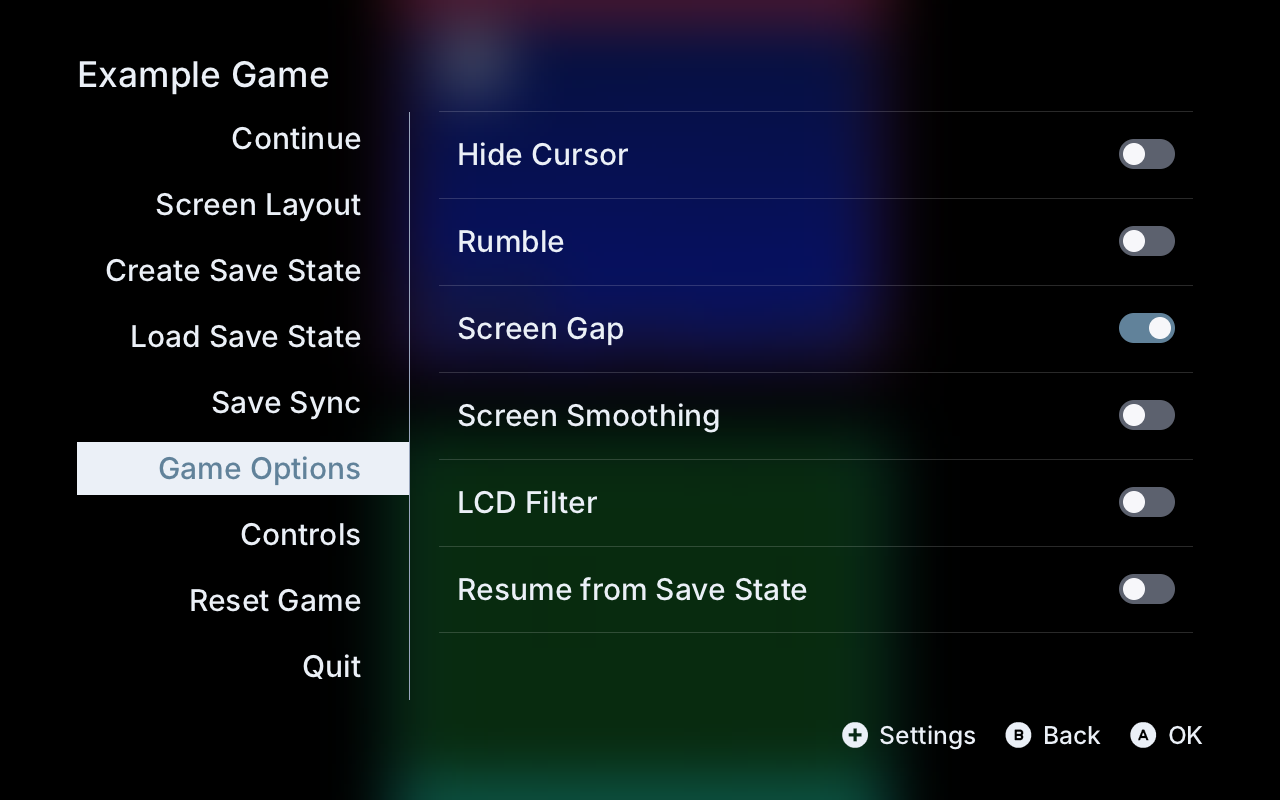 Example Game
Continue
Screen Layout
Create Save State
Load Save State
Save Sync
Game Options
Controls
Reset Game
Quit
Hide Cursor
Rumble
Screen Gap
Screen Smoothing
LCD Filter
Resume from Save State
Settings B Back A OK